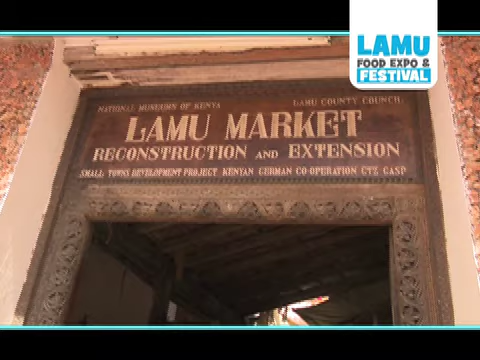 LAMU
FOOD EXPO &
FESTIVAL
NATIONAL MUSEUMS OF KENYA LAMU COUNTY COUNCIL
LAMU MARKET
RECONSTRUCTION AND EXTENSION
SMALL TOWNS DEVELOPMENT PROJECT KENYAN GERMAN CO-OPERATION GTZ GASP